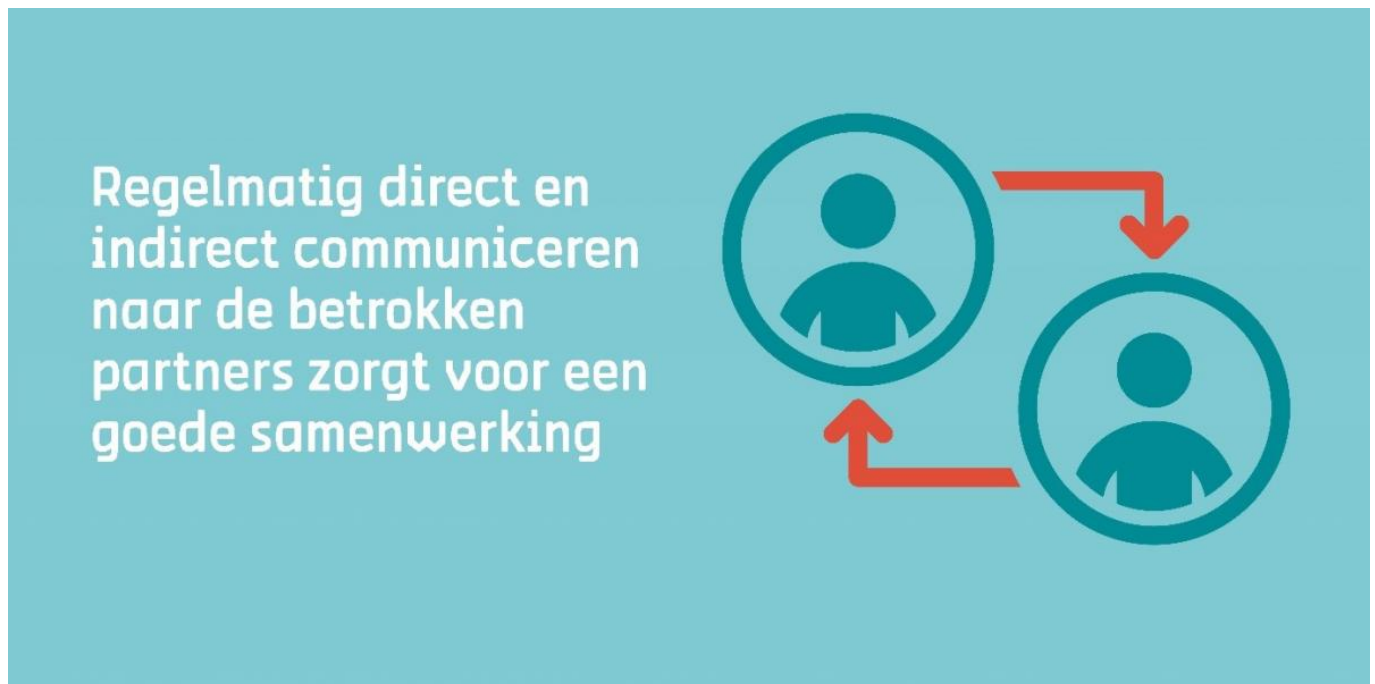 Regelmatig direct en
indirect communiceren
naar de betrokken
partners zorgt voor een
goede samenwerking